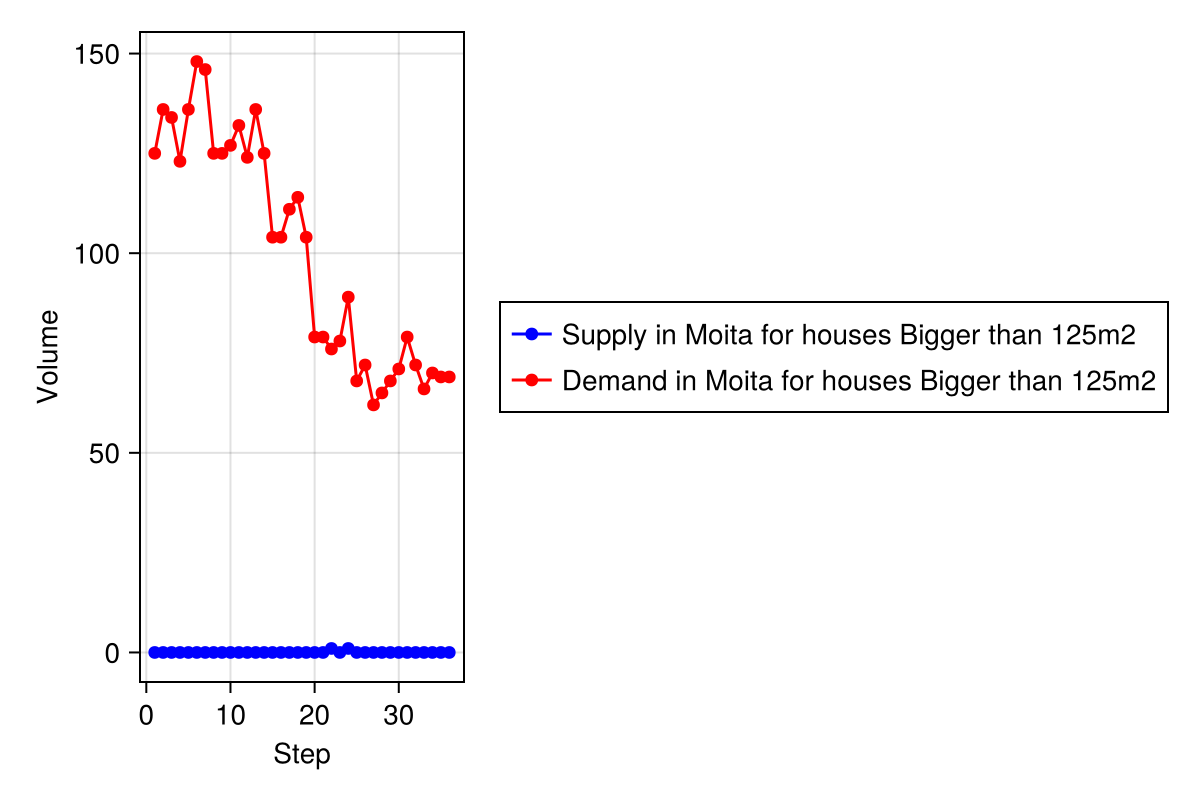 150
100
50
0
Volume
0 10 20 30
Step
Supply in Moita for houses Bigger than 125m2
Demand in Moita for houses Bigger than 125m2